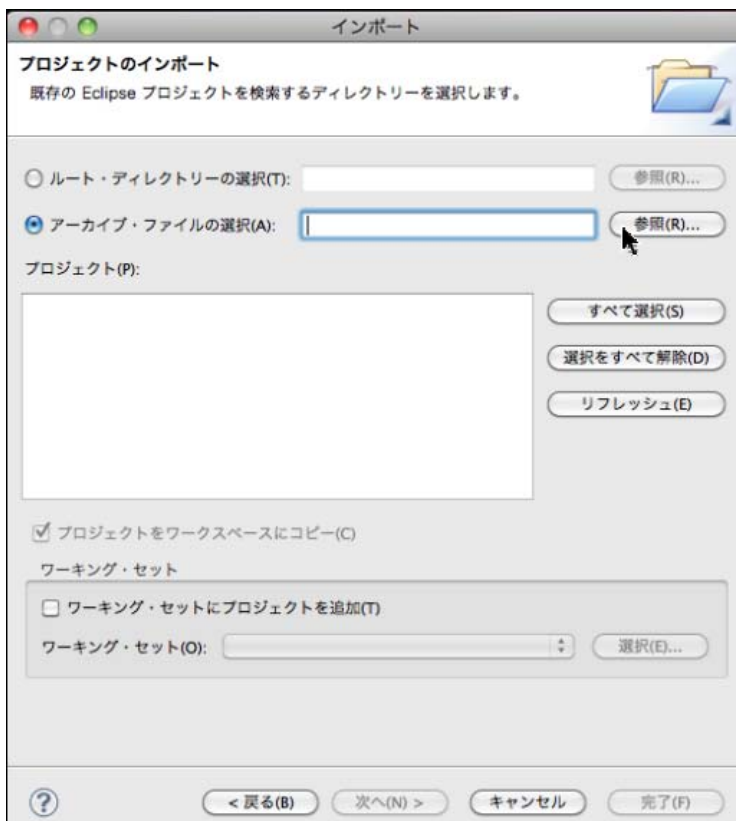 インポート
プロジェクトのインポート
既存の Eclipse プロジェクトを検索するディレクトリーを選択します。
ルート・ディレクトリーの選択(T): 参照(R)...
アーカイブ・ファイルの選択(A): 参照(R)...
プロジェクト(P):
すべて選択(S)
選択をすべて解除(D)
リフレッシュ(E)
プロジェクトをワークスペースにコピー(C)
ワーキング・セット
ワーキング・セットにプロジェクトを追加(T)
ワーキング・セット(O): 選択(E)...
? < 戻る(B) 次へ(N) > キャンセル 完了(F)